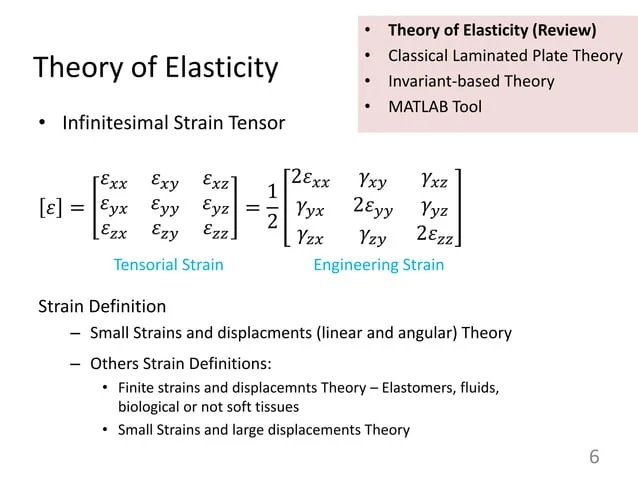 Theory of Elasticity
• Theory of Elasticity (Review)
• Classical Laminated Plate Theory
• Invariant-based Theory
• MATLAB Tool
• Infinitesimal Strain Tensor
[ε] = [εxx εxy εxz; εyx εyy εyz; εzx εzy εzz] = 1/2 [2εxx γxy γxz; γyx 2εyy γyz; γzx γzy 2εzz]
Tensorial Strain
Engineering Strain
Strain Definition
– Small Strains and displacments (linear and angular) Theory
– Others Strain Definitions:
• Finite strains and displacemnts Theory – Elastomers, fluids,
biological or not soft tissues
• Small Strains and large displacements Theory
6